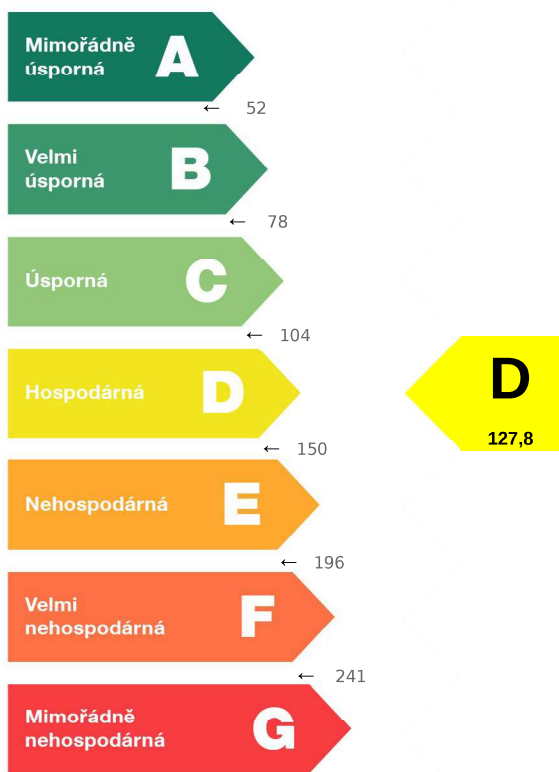 Mimořádně
úsporná
A
← 52
Velmi
úsporná
B
← 78
Úsporná
C
← 104
Hospodárná
D
D
127,8
← 150
Nehospodárná
E
← 196
Velmi
nehospodárná
F
← 241
Mimořádně
nehospodárná
G